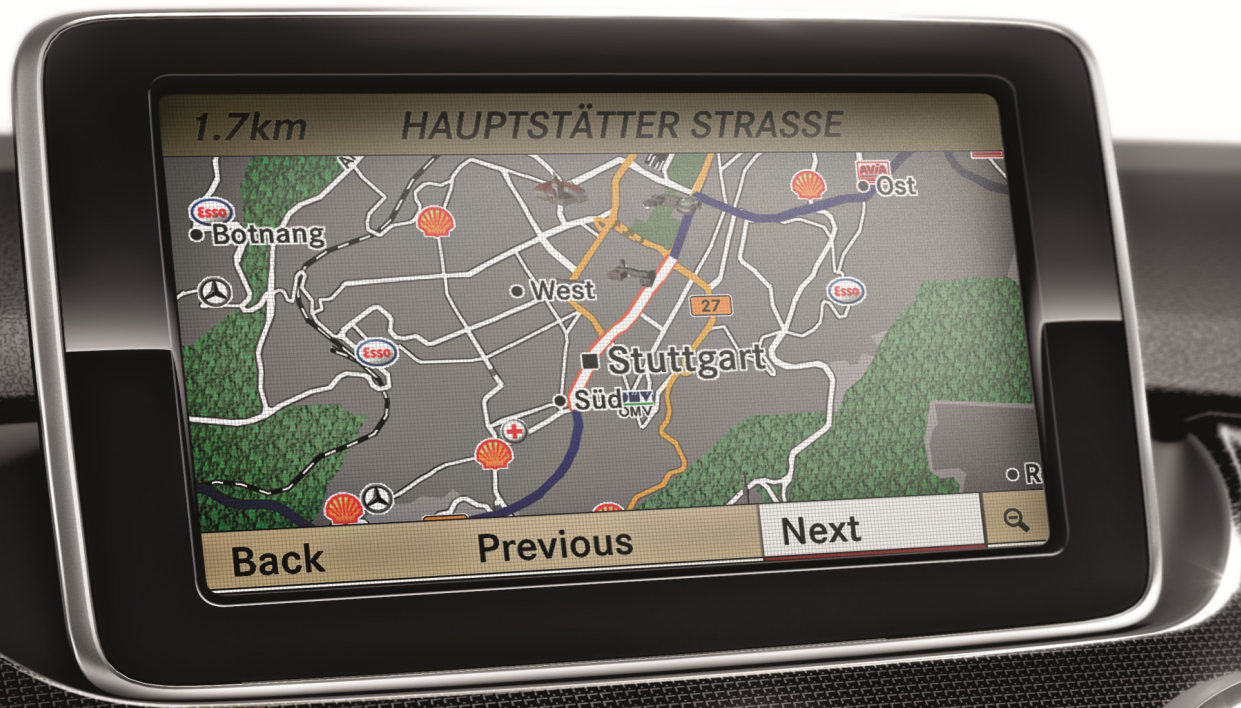 1.7km HAUPTSTÄTTER STRASSE
AVIA
Ost
Esso
Botnang
West
Esso
27
Esso
Stuttgart
Süd
OMV
R
Back Previous Next